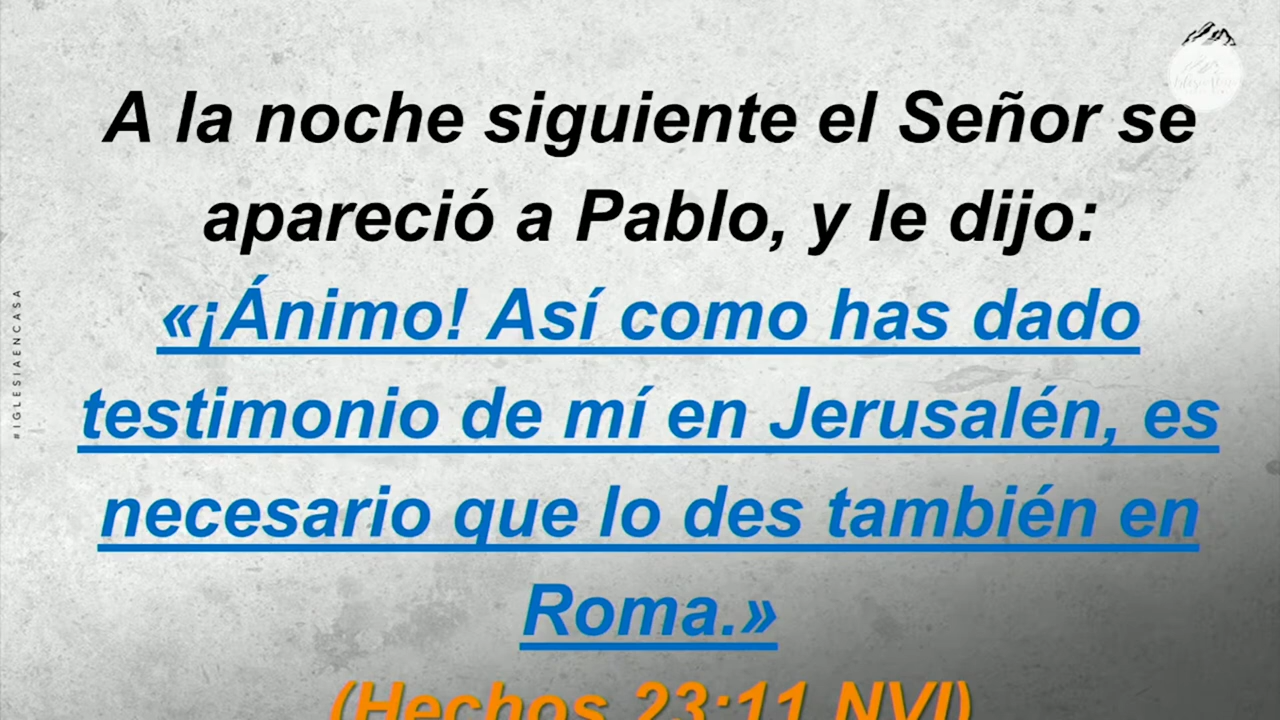 A la noche siguiente el Señor se
apareció a Pablo, y le dijo:
«¡Ánimo! Así como has dado
testimonio de mí en Jerusalén, es
necesario que lo des también en
Roma.»
(Hechos 23:11 NVI)
#IGLESIAENCASA